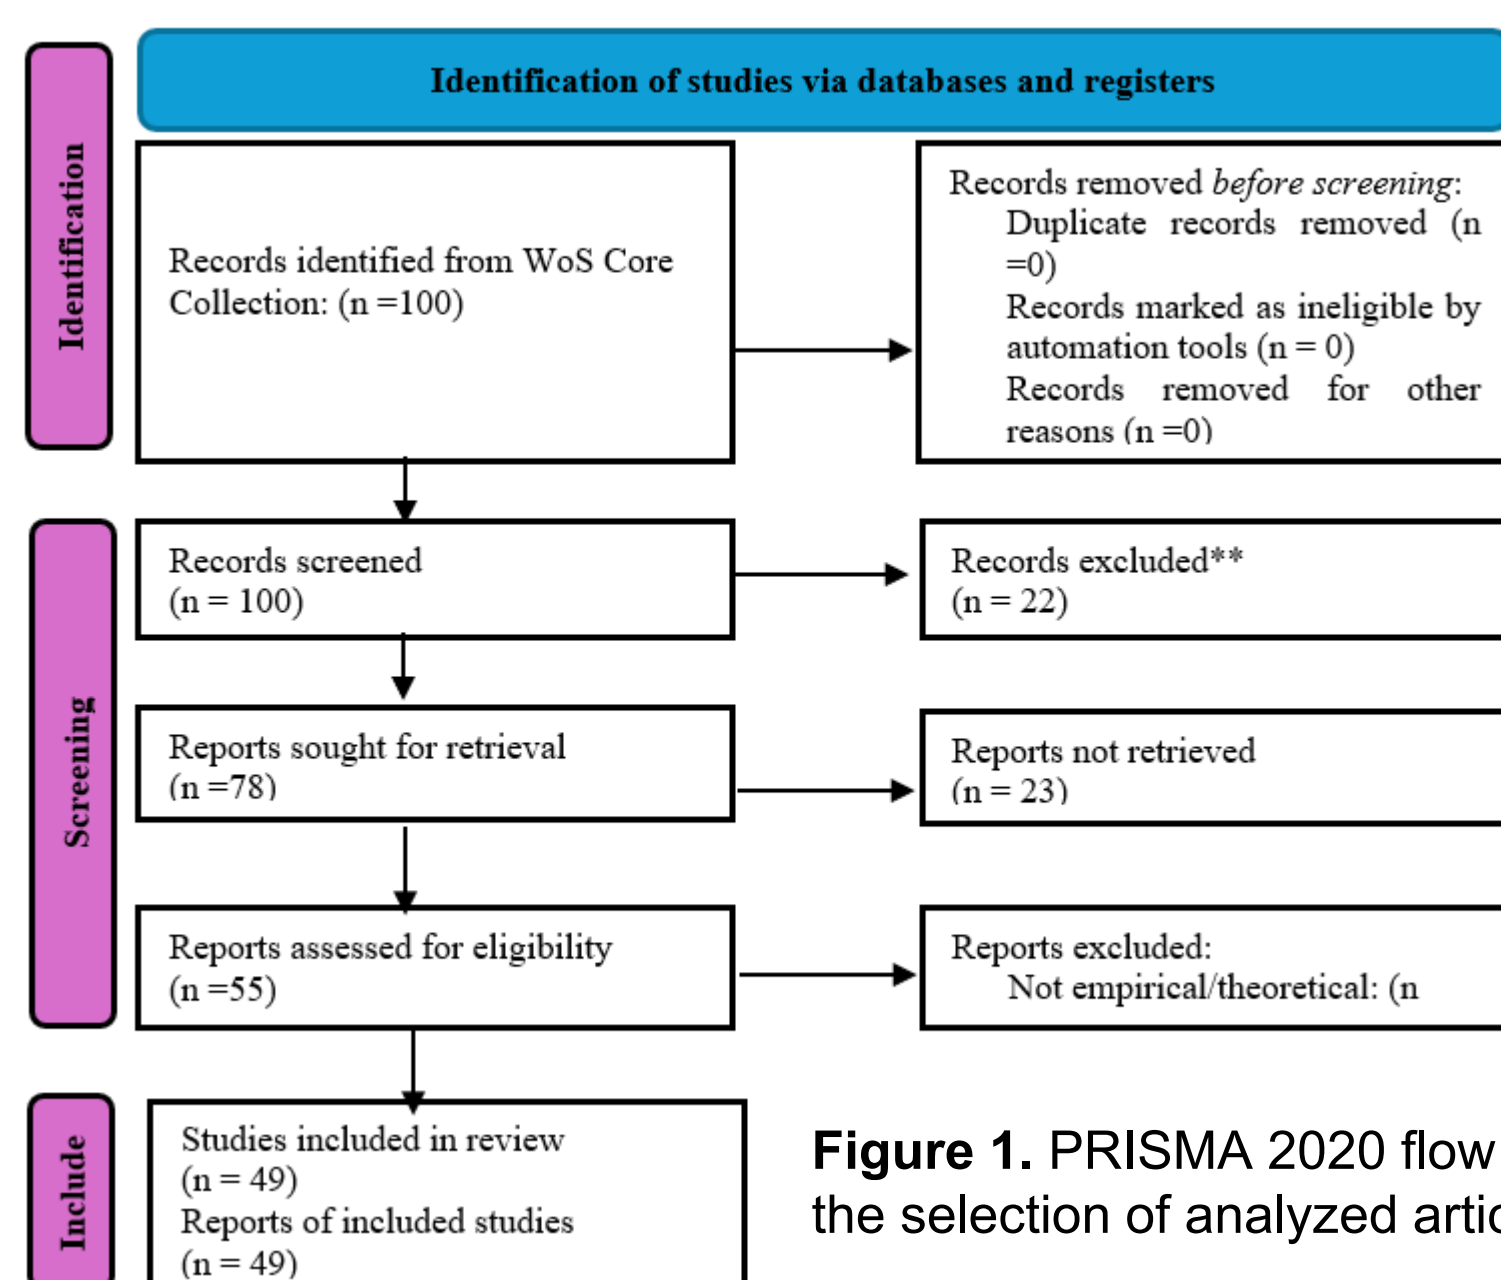 Identification of studies via databases and registers
Identification
Records identified from WoS Core
Collection: (n =100)
Records removed before screening:
Duplicate records removed (n
=0)
Records marked as ineligible by
automation tools (n = 0)
Records removed for other
reasons (n =0)
Screening
Records screened
(n = 100)
Records excluded**
(n = 22)
Reports sought for retrieval
(n =78)
Reports not retrieved
(n = 23)
Reports assessed for eligibility
(n =55)
Reports excluded:
Not empirical/theoretical: (n
Include
Studies included in review
(n = 49)
Reports of included studies
(n = 49)
Figure 1. PRISMA 2020 flow
the selection of analyzed